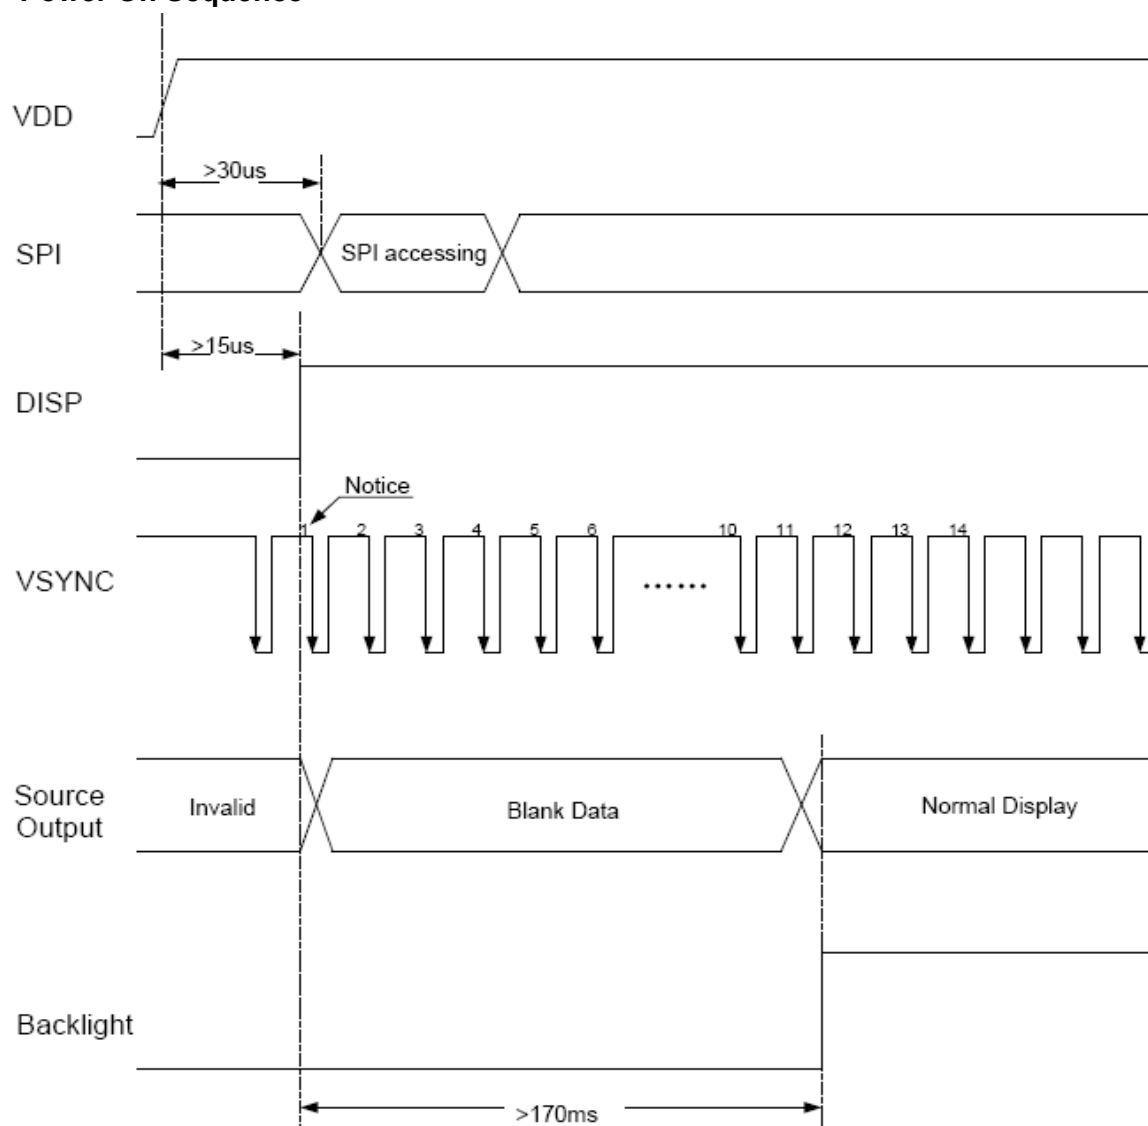 VDD
>30us
SPI
SPI accessing
>15us
DISP
Notice
1 2 3 4 5 6 10 11 12 13 14
VSYNC
......
Source
Output
Invalid
Blank Data
Normal Display
Backlight
>170ms